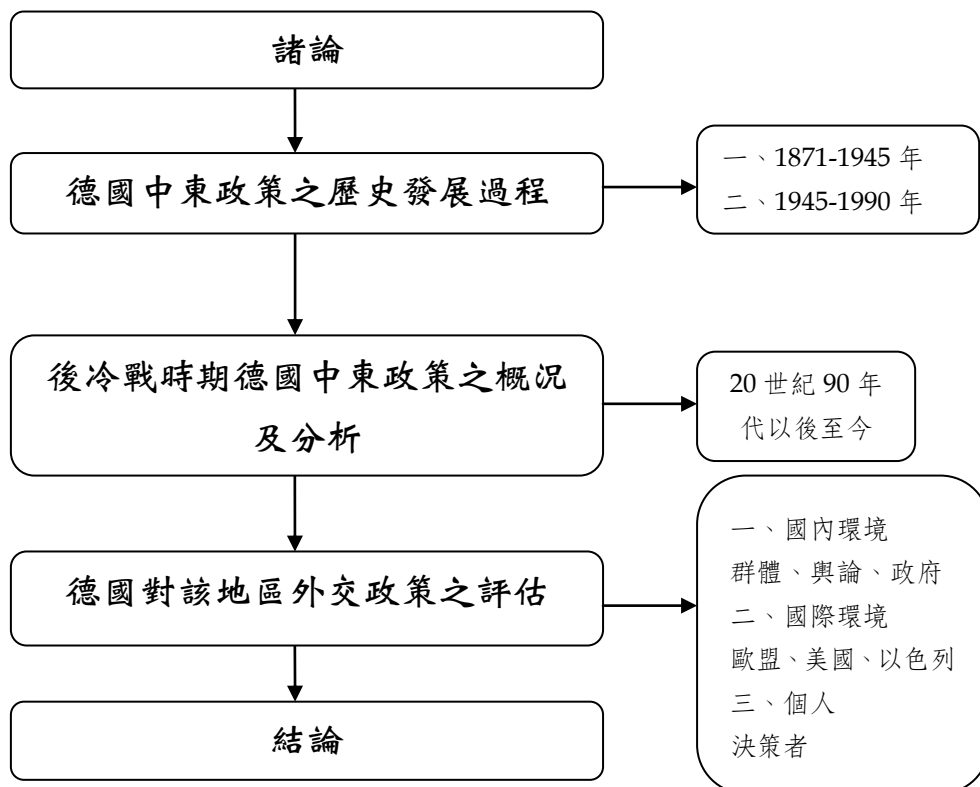 諸論
德國中東政策之歷史發展過程
一、1871-1945 年
二、1945-1990 年
後冷戰時期德國中東政策之概況
及分析
20 世紀 90 年
代以後至今
德國對該地區外交政策之評估
一、國內環境
群體、輿論、政府
二、國際環境
歐盟、美國、以色列
三、個人
決策者
結論